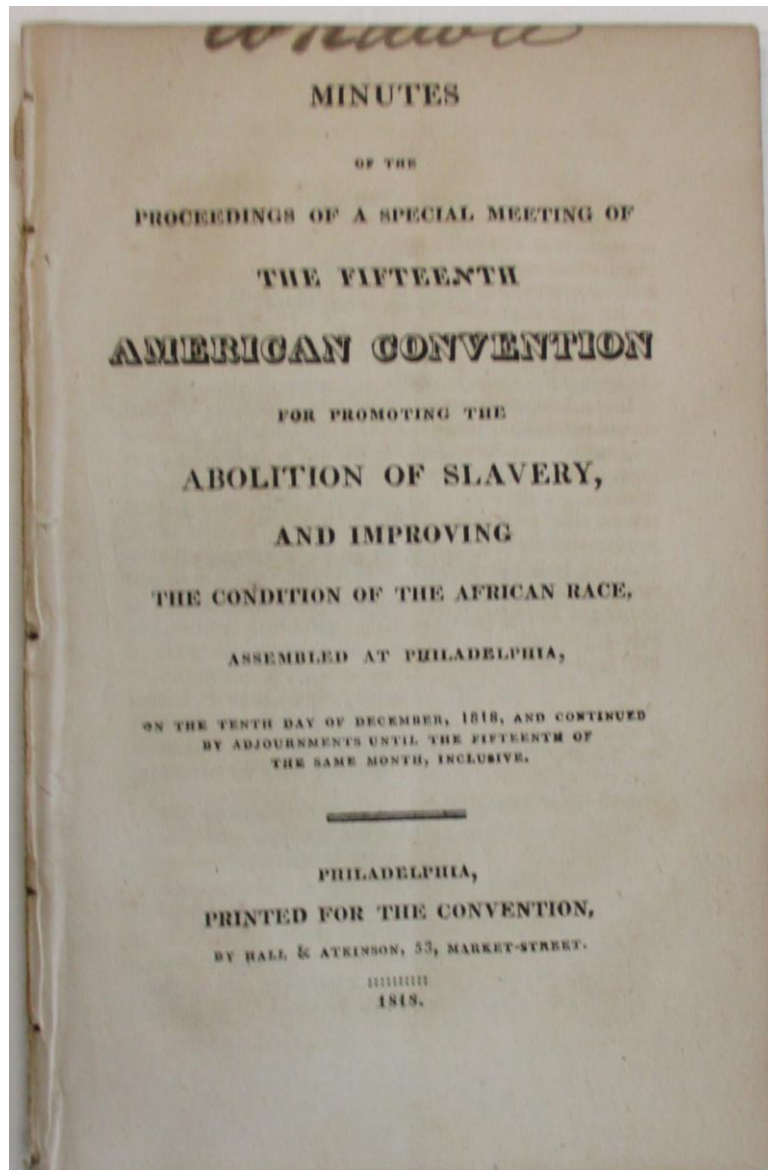 MINUTES
OF THE
PROCEEDINGS OF A SPECIAL MEETING OF
THE FIFTEENTH
AMERICAN CONVENTION
FOR PROMOTING THE
ABOLITION OF SLAVERY,
AND IMPROVING
THE CONDITION OF THE AFRICAN RACE,
ASSEMBLED AT PHILADELPHIA,
ON THE TENTH DAY OF DECEMBER, 1818, AND CONTINUED
BY ADJOURNMENTS UNTIL THE FIFTEENTH OF
THE SAME MONTH, INCLUSIVE.
PHILADELPHIA,
PRINTED FOR THE CONVENTION,
BY HALL & ATKINSON, 53, MARKET-STREET.
1818.